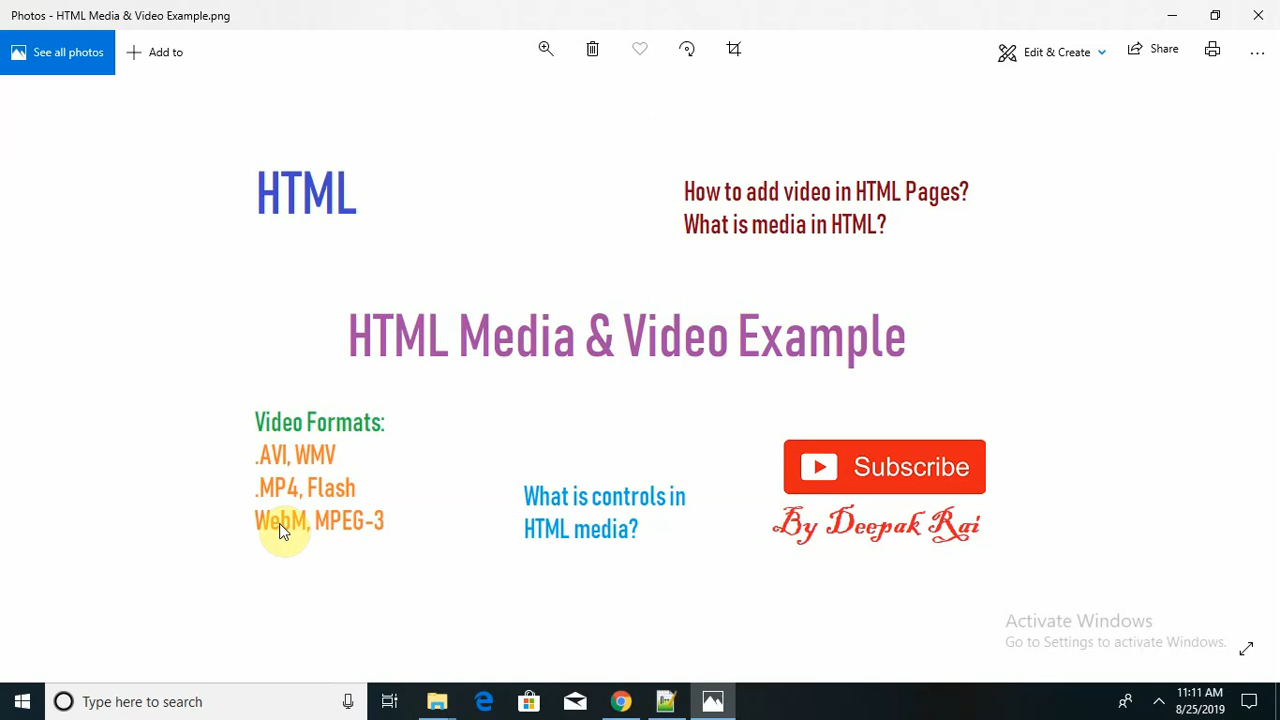 Photos - HTML Media & Video Example.png
See all photos
Add to
Edit & Create
Share
HTML
How to add video in HTML Pages?
What is media in HTML?
HTML Media & Video Example
Video Formats:
.AVI, WMV
.MP4, Flash
WebM, MPEG-3
What is controls in
HTML media?
Subscribe
By Deepak Rai
Activate Windows
Go to Settings to activate Windows.
Type here to search
11:11 AM
8/25/2019